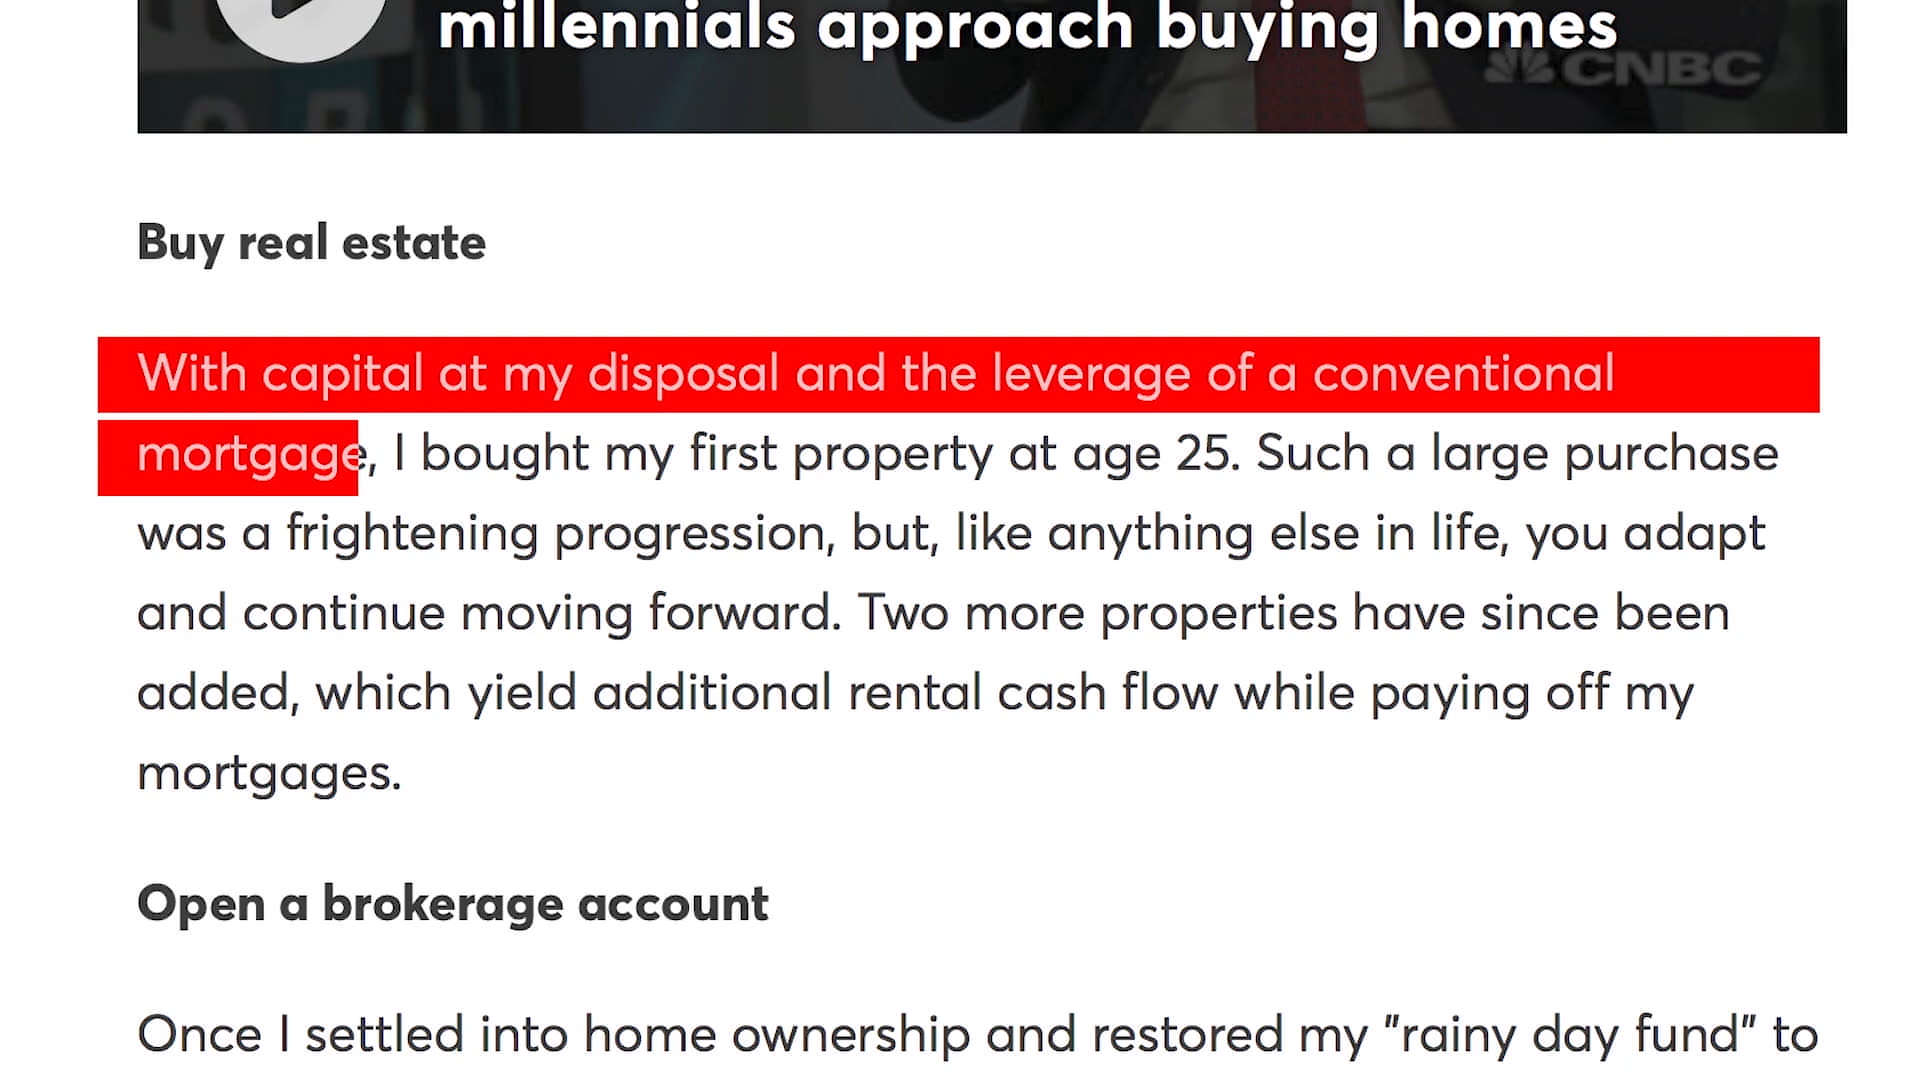 millennials approach buying homes
CNBC
Buy real estate
With capital at my disposal and the leverage of a conventional
mortgage, I bought my first property at age 25. Such a large purchase
was a frightening progression, but, like anything else in life, you adapt
and continue moving forward. Two more properties have since been
added, which yield additional rental cash flow while paying off my
mortgages.
Open a brokerage account
Once I settled into home ownership and restored my "rainy day fund" to